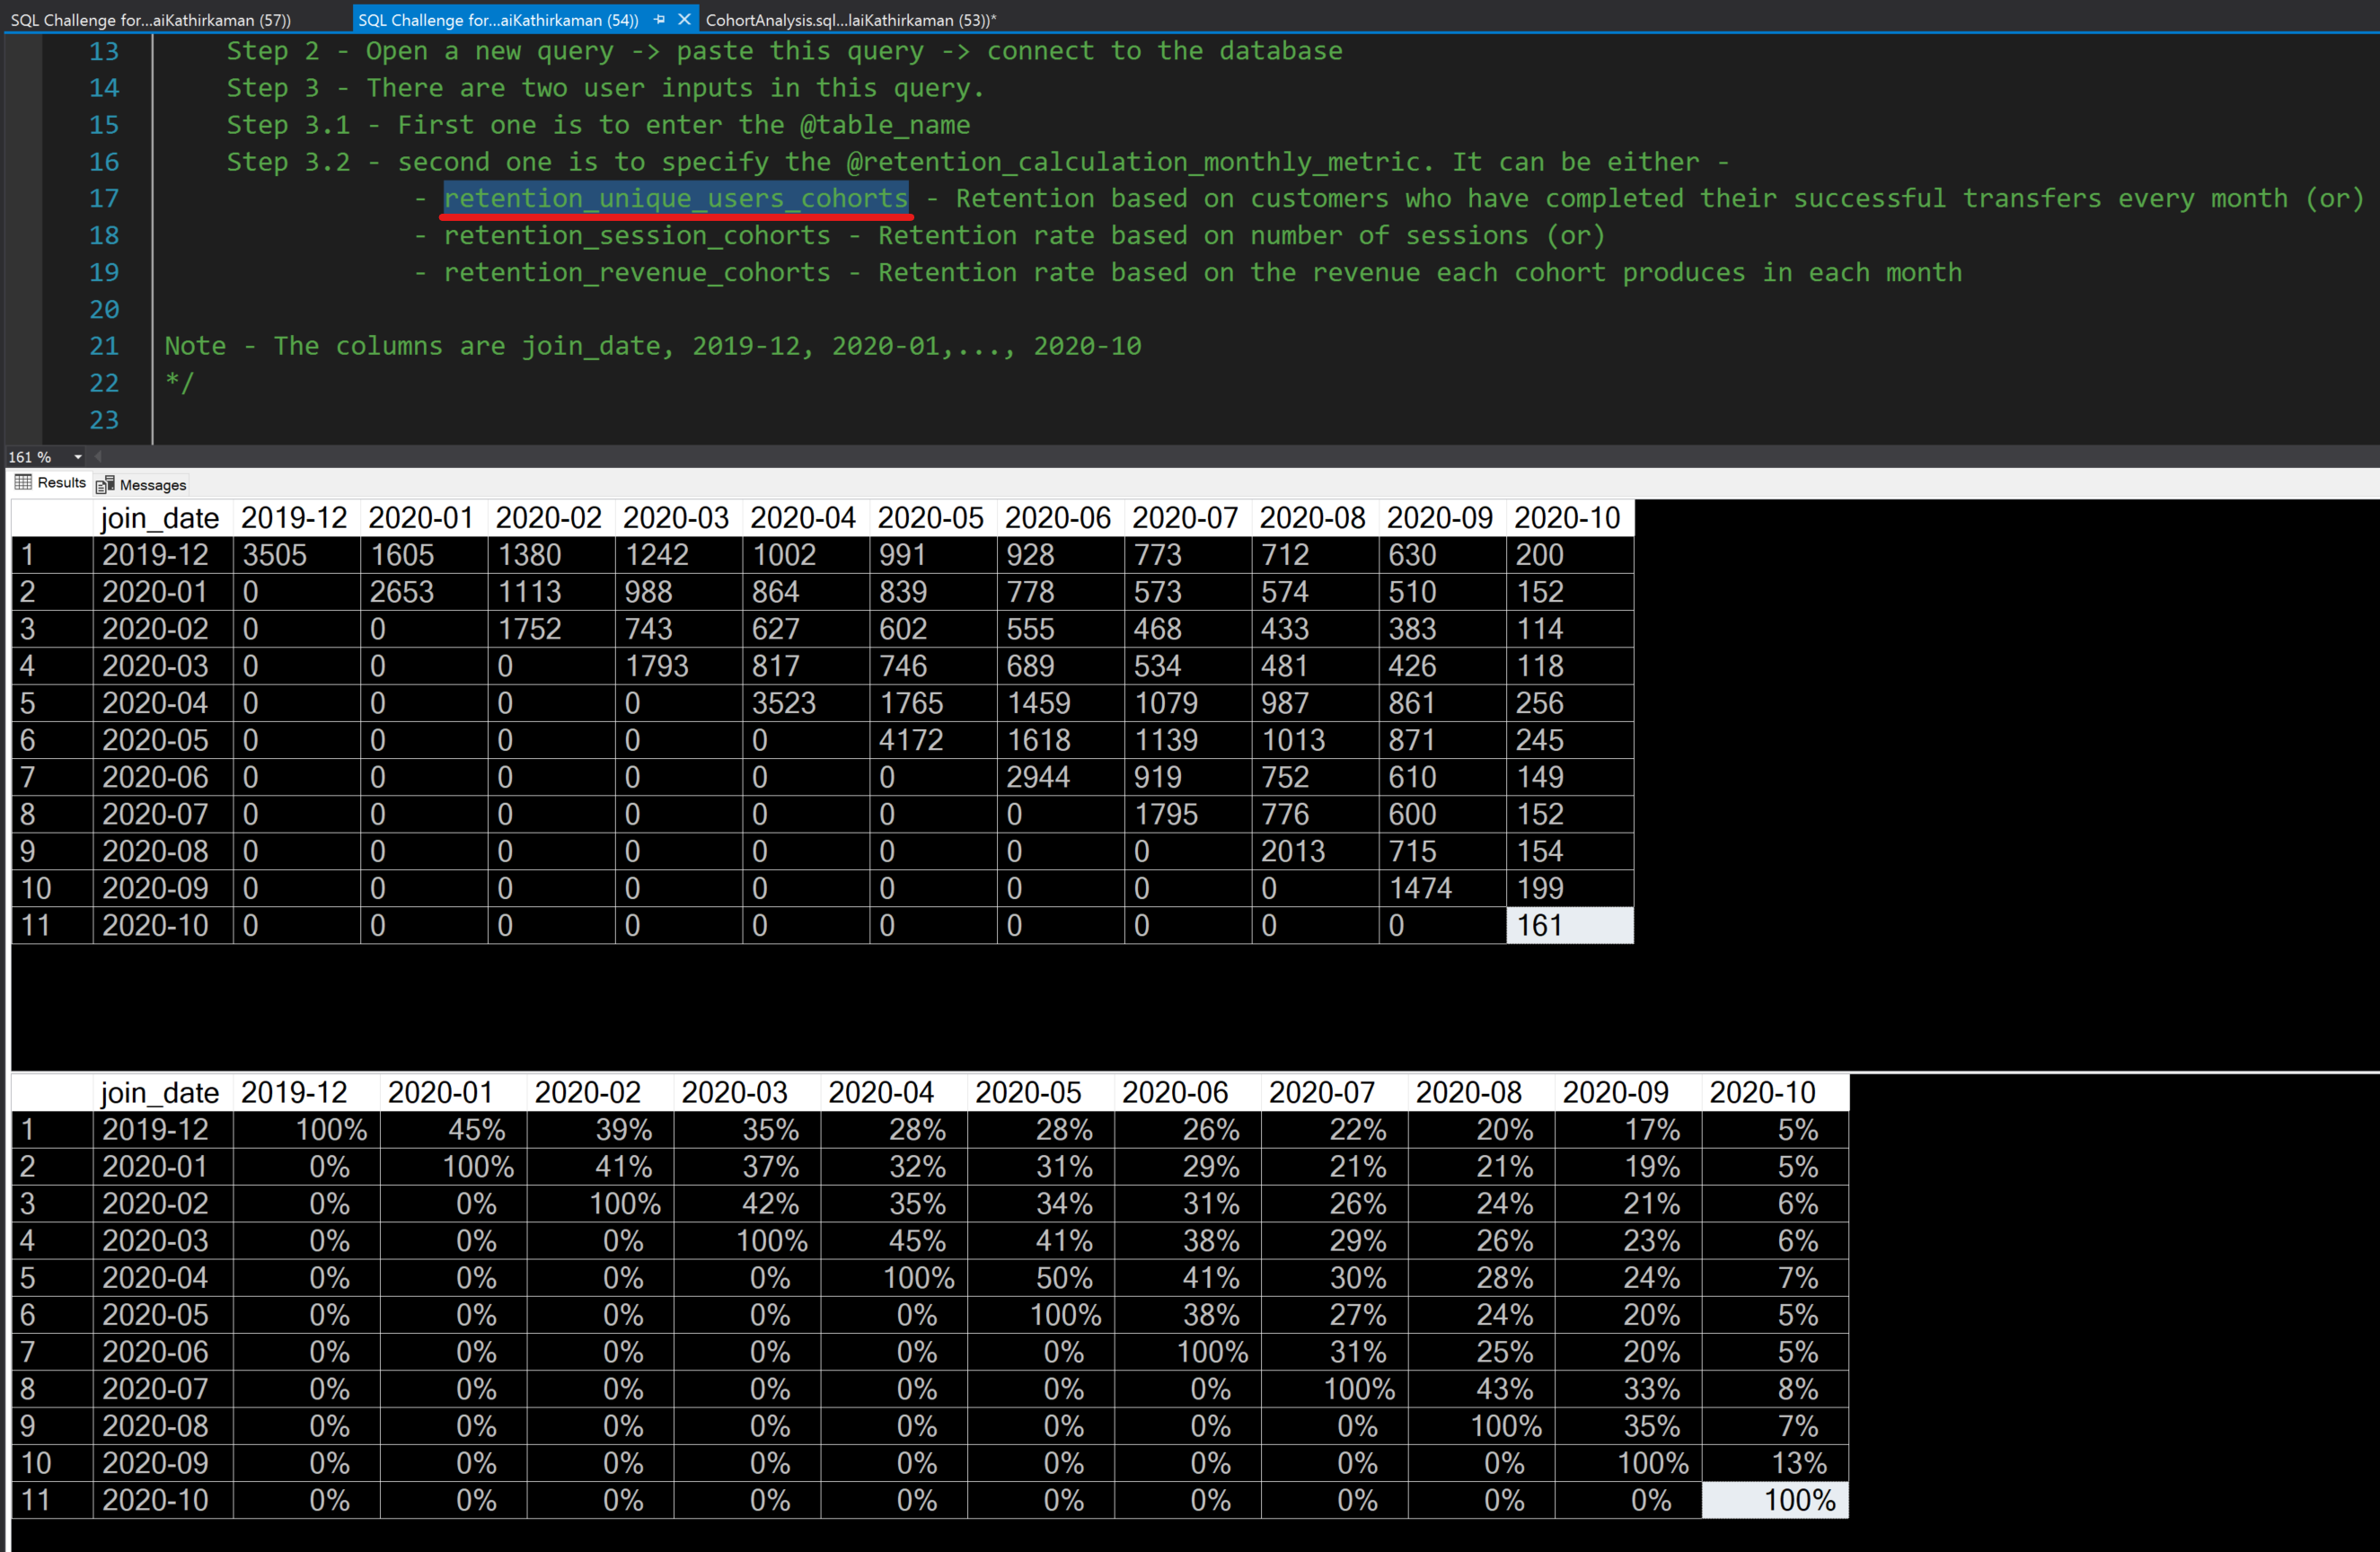 SQL Challenge for...aiKathirkaman (57)) SQL Challenge for...aiKathirkaman (54)) CohortAnalysis.sql...laiKathirkaman (53))*
13 Step 2 - Open a new query -> paste this query -> connect to the database
14 Step 3 - There are two user inputs in this query.
15 Step 3.1 - First one is to enter the @table_name
16 Step 3.2 - second one is to specify the @retention_calculation_monthly_metric. It can be either -
17 - retention_unique_users_cohorts - Retention based on customers who have completed their successful transfers every month (or)
18 - retention_session_cohorts - Retention rate based on number of sessions (or)
19 - retention_revenue_cohorts - Retention rate based on the revenue each cohort produces in each month
20
21 Note - The columns are join_date, 2019-12, 2020-01,..., 2020-10
22 */
23
161 %
Results Messages
join_date 2019-12 2020-01 2020-02 2020-03 2020-04 2020-05 2020-06 2020-07 2020-08 2020-09 2020-10
1 2019-12 3505 1605 1380 1242 1002 991 928 773 712 630 200
2 2020-01 0 2653 1113 988 864 839 778 573 574 510 152
3 2020-02 0 0 1752 743 627 602 555 468 433 383 114
4 2020-03 0 0 0 1793 817 746 689 534 481 426 118
5 2020-04 0 0 0 0 3523 1765 1459 1079 987 861 256
6 2020-05 0 0 0 0 0 4172 1618 1139 1013 871 245
7 2020-06 0 0 0 0 0 0 2944 919 752 610 149
8 2020-07 0 0 0 0 0 0 0 1795 776 600 152
9 2020-08 0 0 0 0 0 0 0 0 2013 715 154
10 2020-09 0 0 0 0 0 0 0 0 0 1474 199
11 2020-10 0 0 0 0 0 0 0 0 0 0 161
join_date 2019-12 2020-01 2020-02 2020-03 2020-04 2020-05 2020-06 2020-07 2020-08 2020-09 2020-10
1 2019-12 100% 45% 39% 35% 28% 28% 26% 22% 20% 17% 5%
2 2020-01 0% 100% 41% 37% 32% 31% 29% 21% 21% 19% 5%
3 2020-02 0% 0% 100% 42% 35% 34% 31% 26% 24% 21% 6%
4 2020-03 0% 0% 0% 100% 45% 41% 38% 29% 26% 23% 6%
5 2020-04 0% 0% 0% 0% 100% 50% 41% 30% 28% 24% 7%
6 2020-05 0% 0% 0% 0% 0% 100% 38% 27% 24% 20% 5%
7 2020-06 0% 0% 0% 0% 0% 0% 100% 31% 25% 20% 5%
8 2020-07 0% 0% 0% 0% 0% 0% 0% 100% 43% 33% 8%
9 2020-08 0% 0% 0% 0% 0% 0% 0% 0% 100% 35% 7%
10 2020-09 0% 0% 0% 0% 0% 0% 0% 0% 0% 100% 13%
11 2020-10 0% 0% 0% 0% 0% 0% 0% 0% 0% 0% 100%